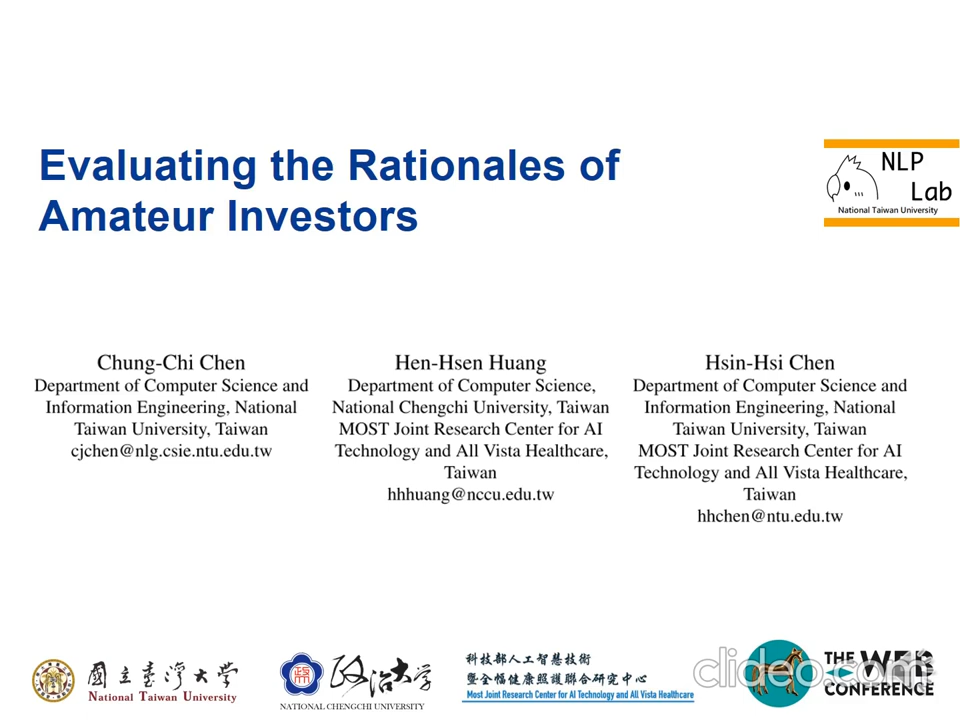 Evaluating the Rationales of
Amateur Investors
NLP
Lab
National Taiwan University
Chung-Chi Chen
Department of Computer Science and
Information Engineering, National
Taiwan University, Taiwan
cjchen@nlg.csie.ntu.edu.tw
Hen-Hsen Huang
Department of Computer Science,
National Chengchi University, Taiwan
MOST Joint Research Center for AI
Technology and All Vista Healthcare,
Taiwan
hhhuang@nccu.edu.tw
Hsin-Hsi Chen
Department of Computer Science and
Information Engineering, National
Taiwan University, Taiwan
MOST Joint Research Center for AI
Technology and All Vista Healthcare,
Taiwan
hhchen@ntu.edu.tw
國立臺灣大學
National Taiwan University
政治大學
NATIONAL CHENGCHI UNIVERSITY
科技部人工智慧技術
暨全幅健康照護聯合研究中心
Most Joint Research Center for AI Technology and All Vista Healthcare
THE WEB
CONFERENCE
clideo.com